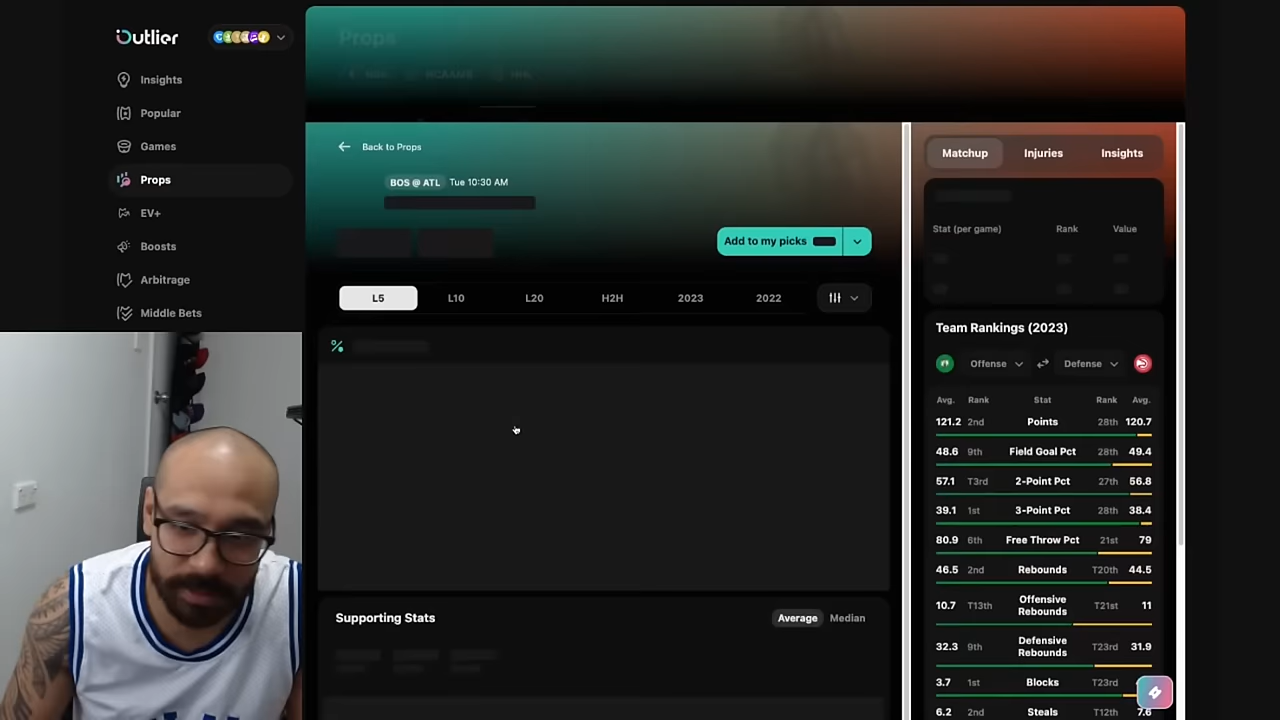 Outlier
Insights
Popular
Games
Props
EV+
Boosts
Arbitrage
Middle Bets
Props
Back to Props
BOS @ ATL Tue 10:30 AM
Add to my picks
L5 L10 L20 H2H 2023 2022
%
Supporting Stats
Average Median
Matchup Injuries Insights
Stat (per game) Rank Value
Team Rankings (2023)
Offense Defense
Avg. Rank Stat Rank Avg.
121.2 2nd Points 28th 120.7
48.6 9th Field Goal Pct 28th 49.4
57.1 T3rd 2-Point Pct 27th 56.8
39.1 1st 3-Point Pct 28th 38.4
80.9 6th Free Throw Pct 21st 79
46.5 2nd Rebounds T20th 44.5
10.7 T13th Offensive Rebounds T21st 11
32.3 9th Defensive Rebounds T23rd 31.9
3.7 1st Blocks T23rd
6.2 2nd Steals T12th 7.6